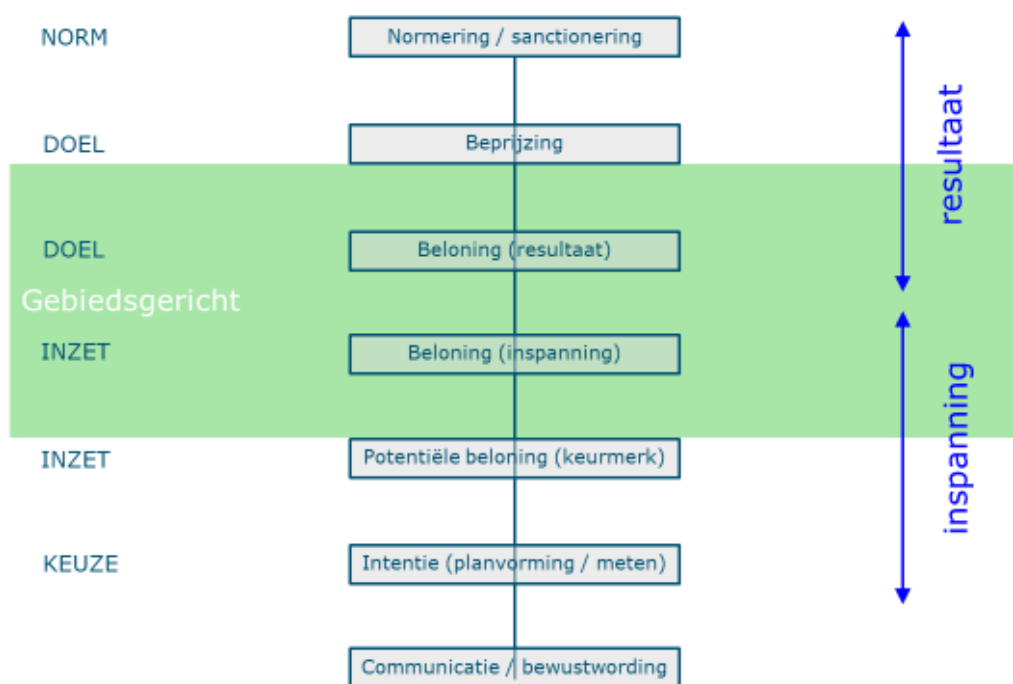 NORM
Normering / sanctionering
DOEL
Beprijzing
resultaat
DOEL
Beloning (resultaat)
Gebiedsgericht
INZET
Beloning (inspanning)
INZET
Potentiële beloning (keurmerk)
inspanning
KEUZE
Intentie (planvorming / meten)
Communicatie / bewustwording